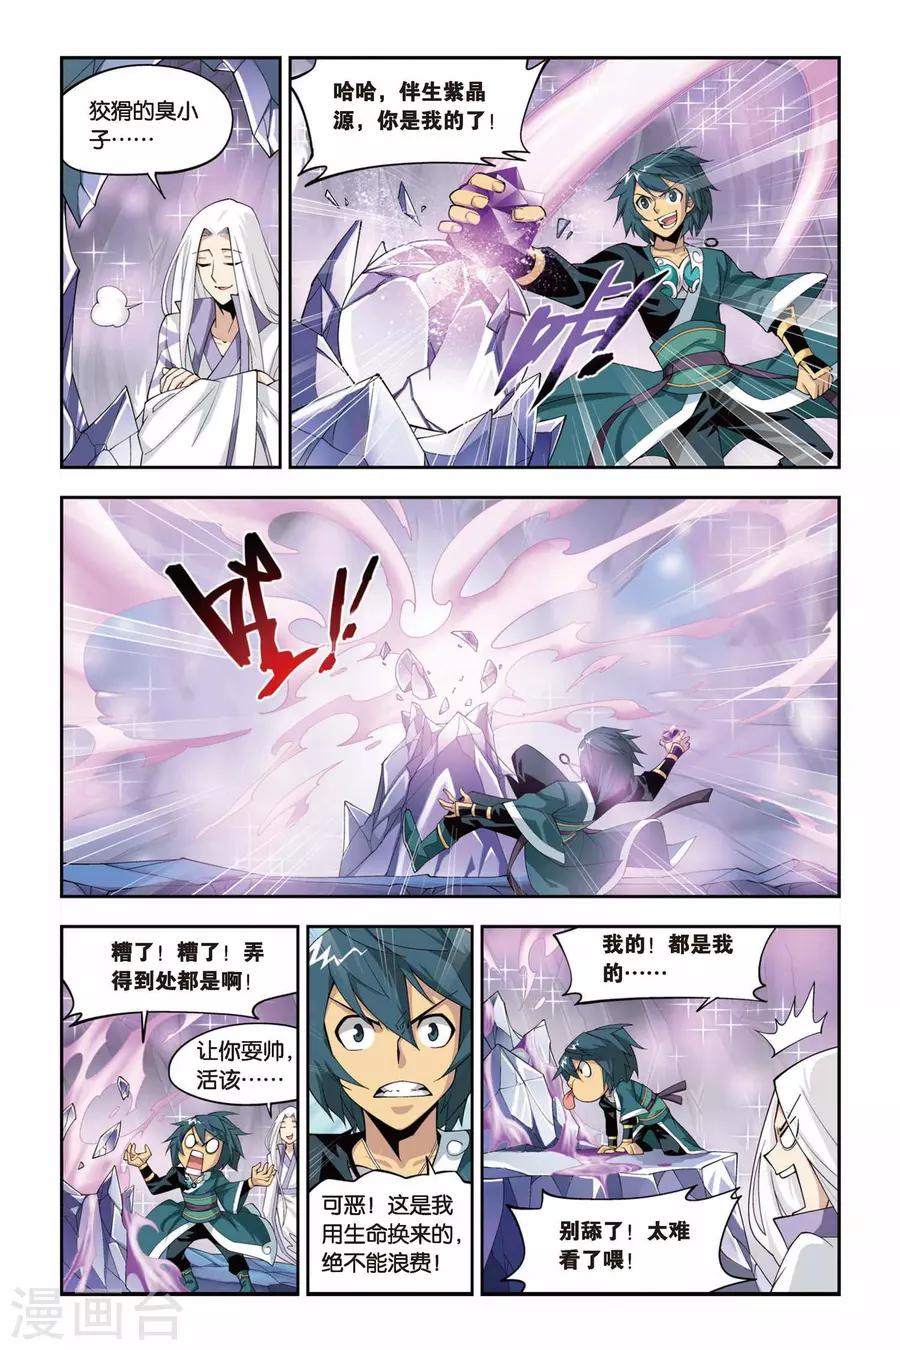 狡猾的臭小
子……
哈哈，伴生紫晶
源，你是我的了！
咔！
噗！！
糟了！糟了！弄
得到处都是啊！
让你耍帅，
活该……
可恶！这是我
用生命换来的，
绝不能浪费！
我的！都是我
的……
别舔了！太难
看了喂！
漫画台